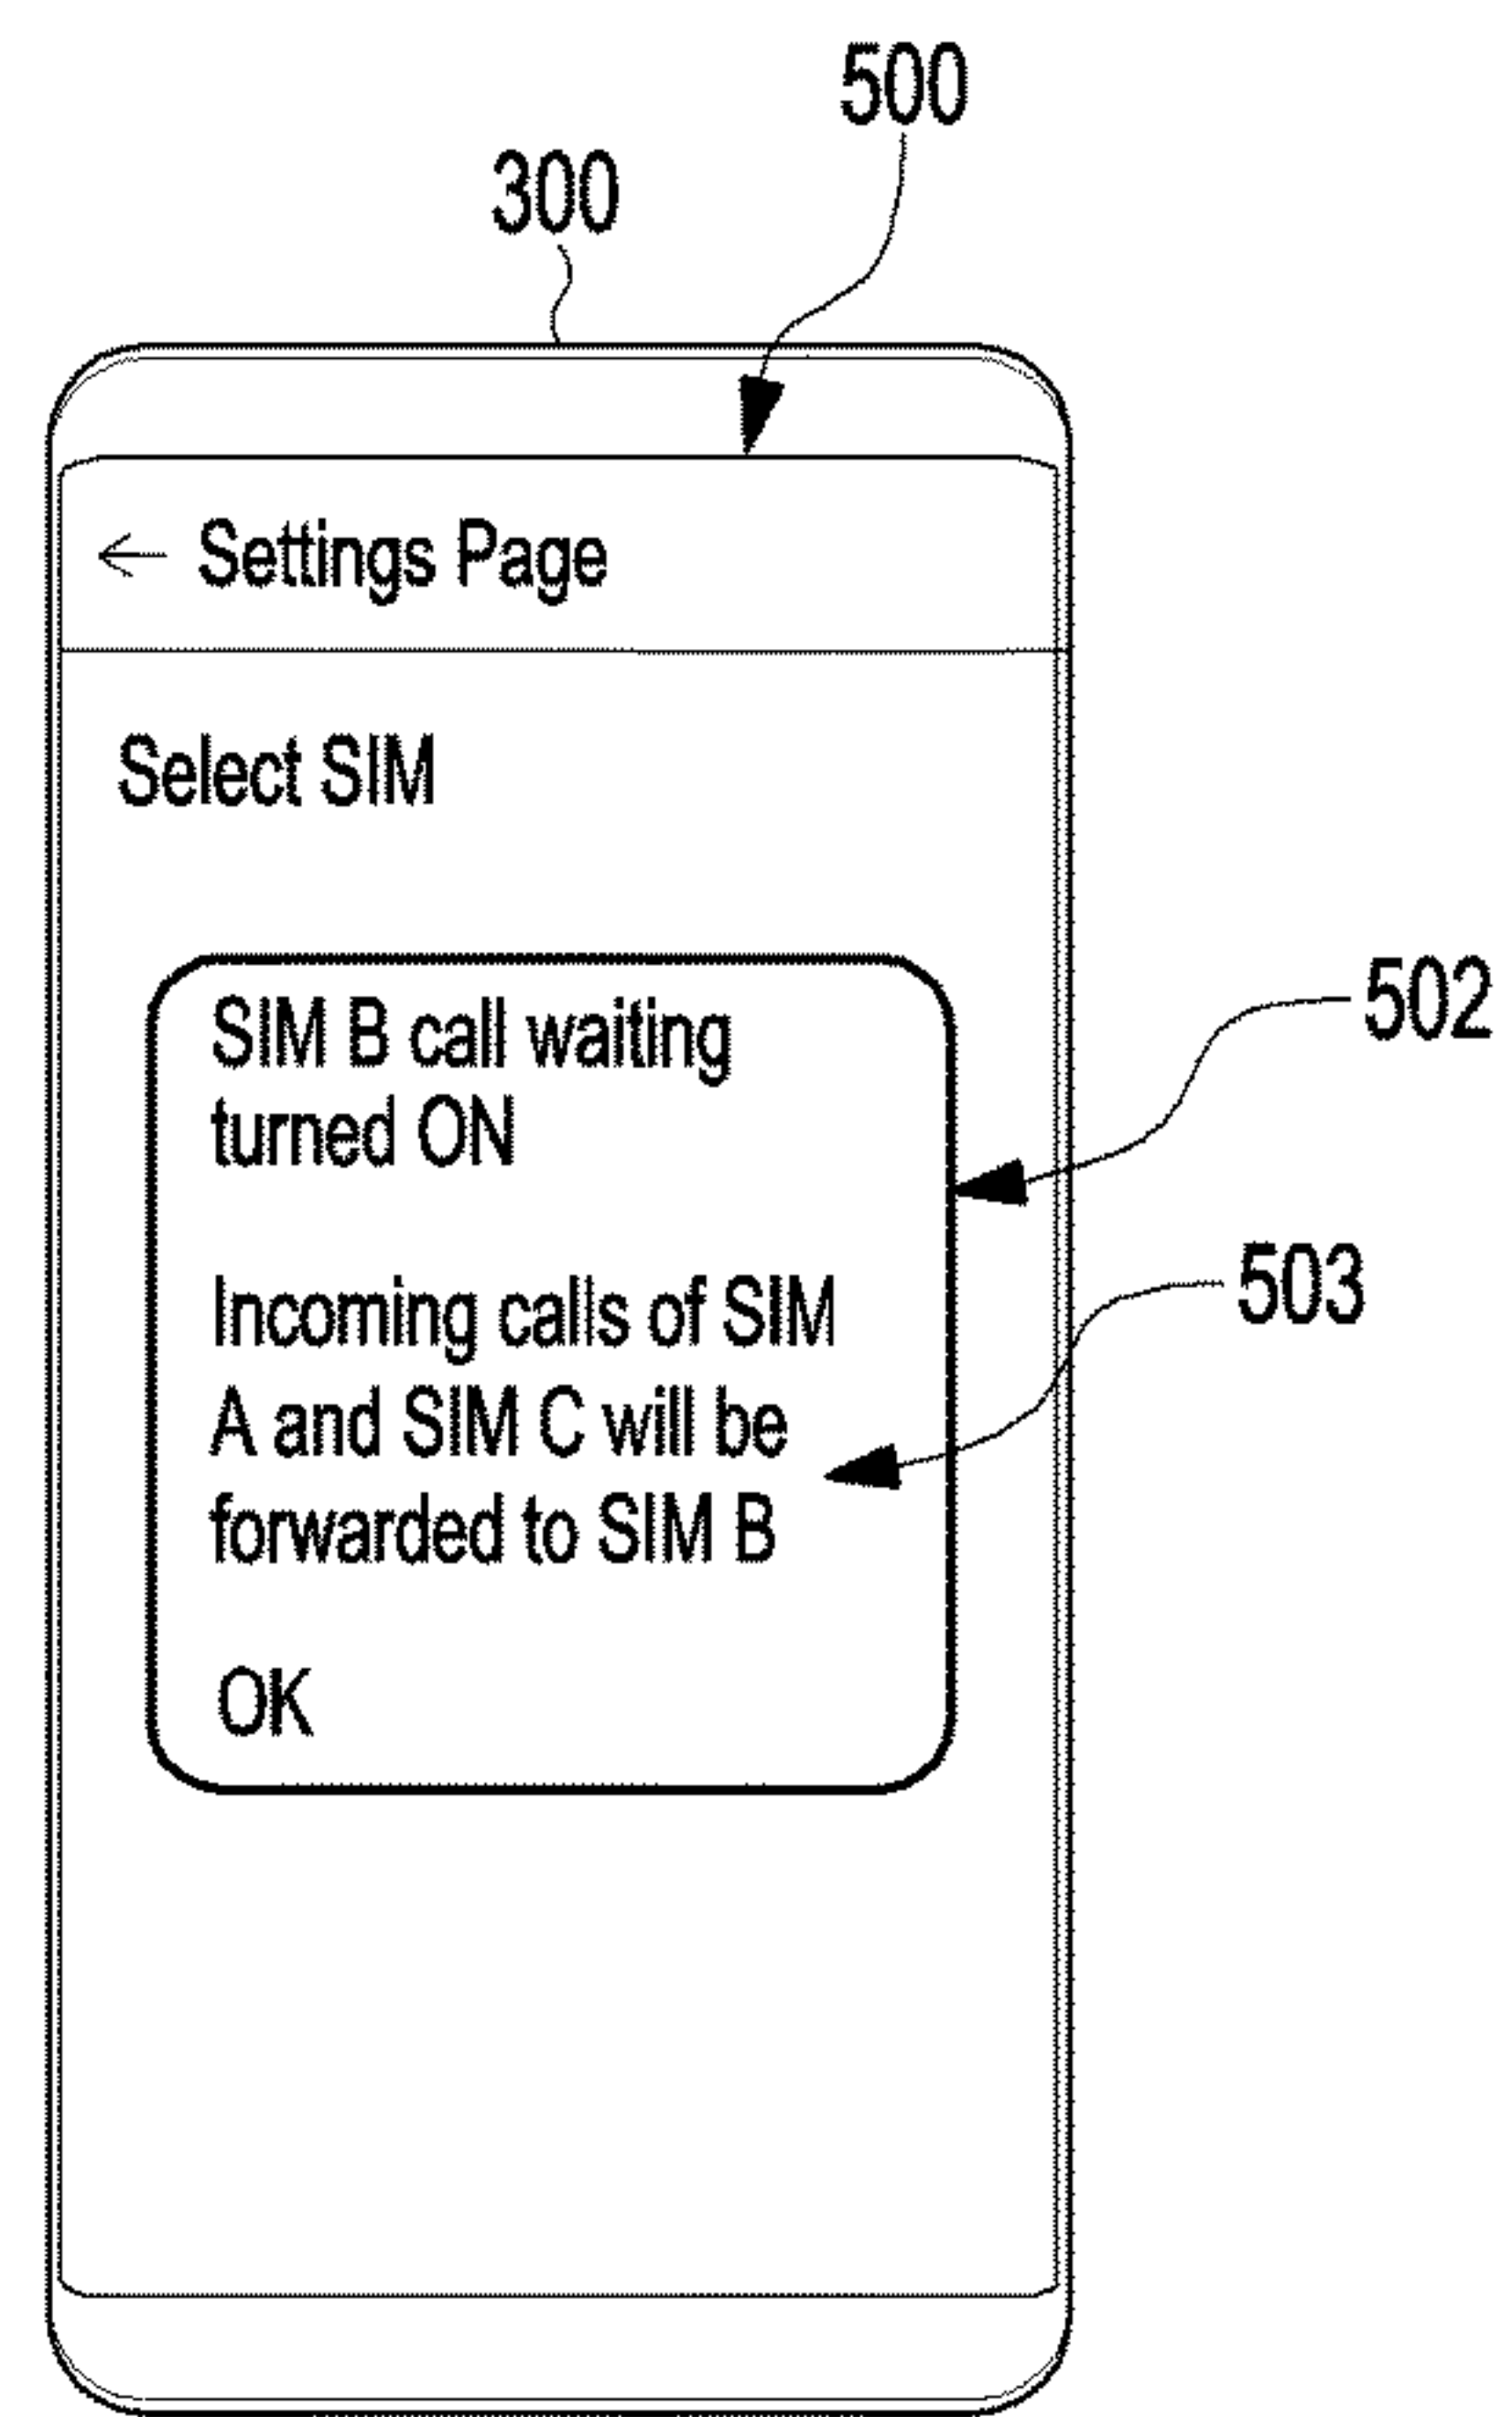 500
300
← Settings Page
Select SIM
SIM B call waiting
turned ON
502
Incoming calls of SIM
A and SIM C will be
forwarded to SIM B
503
OK